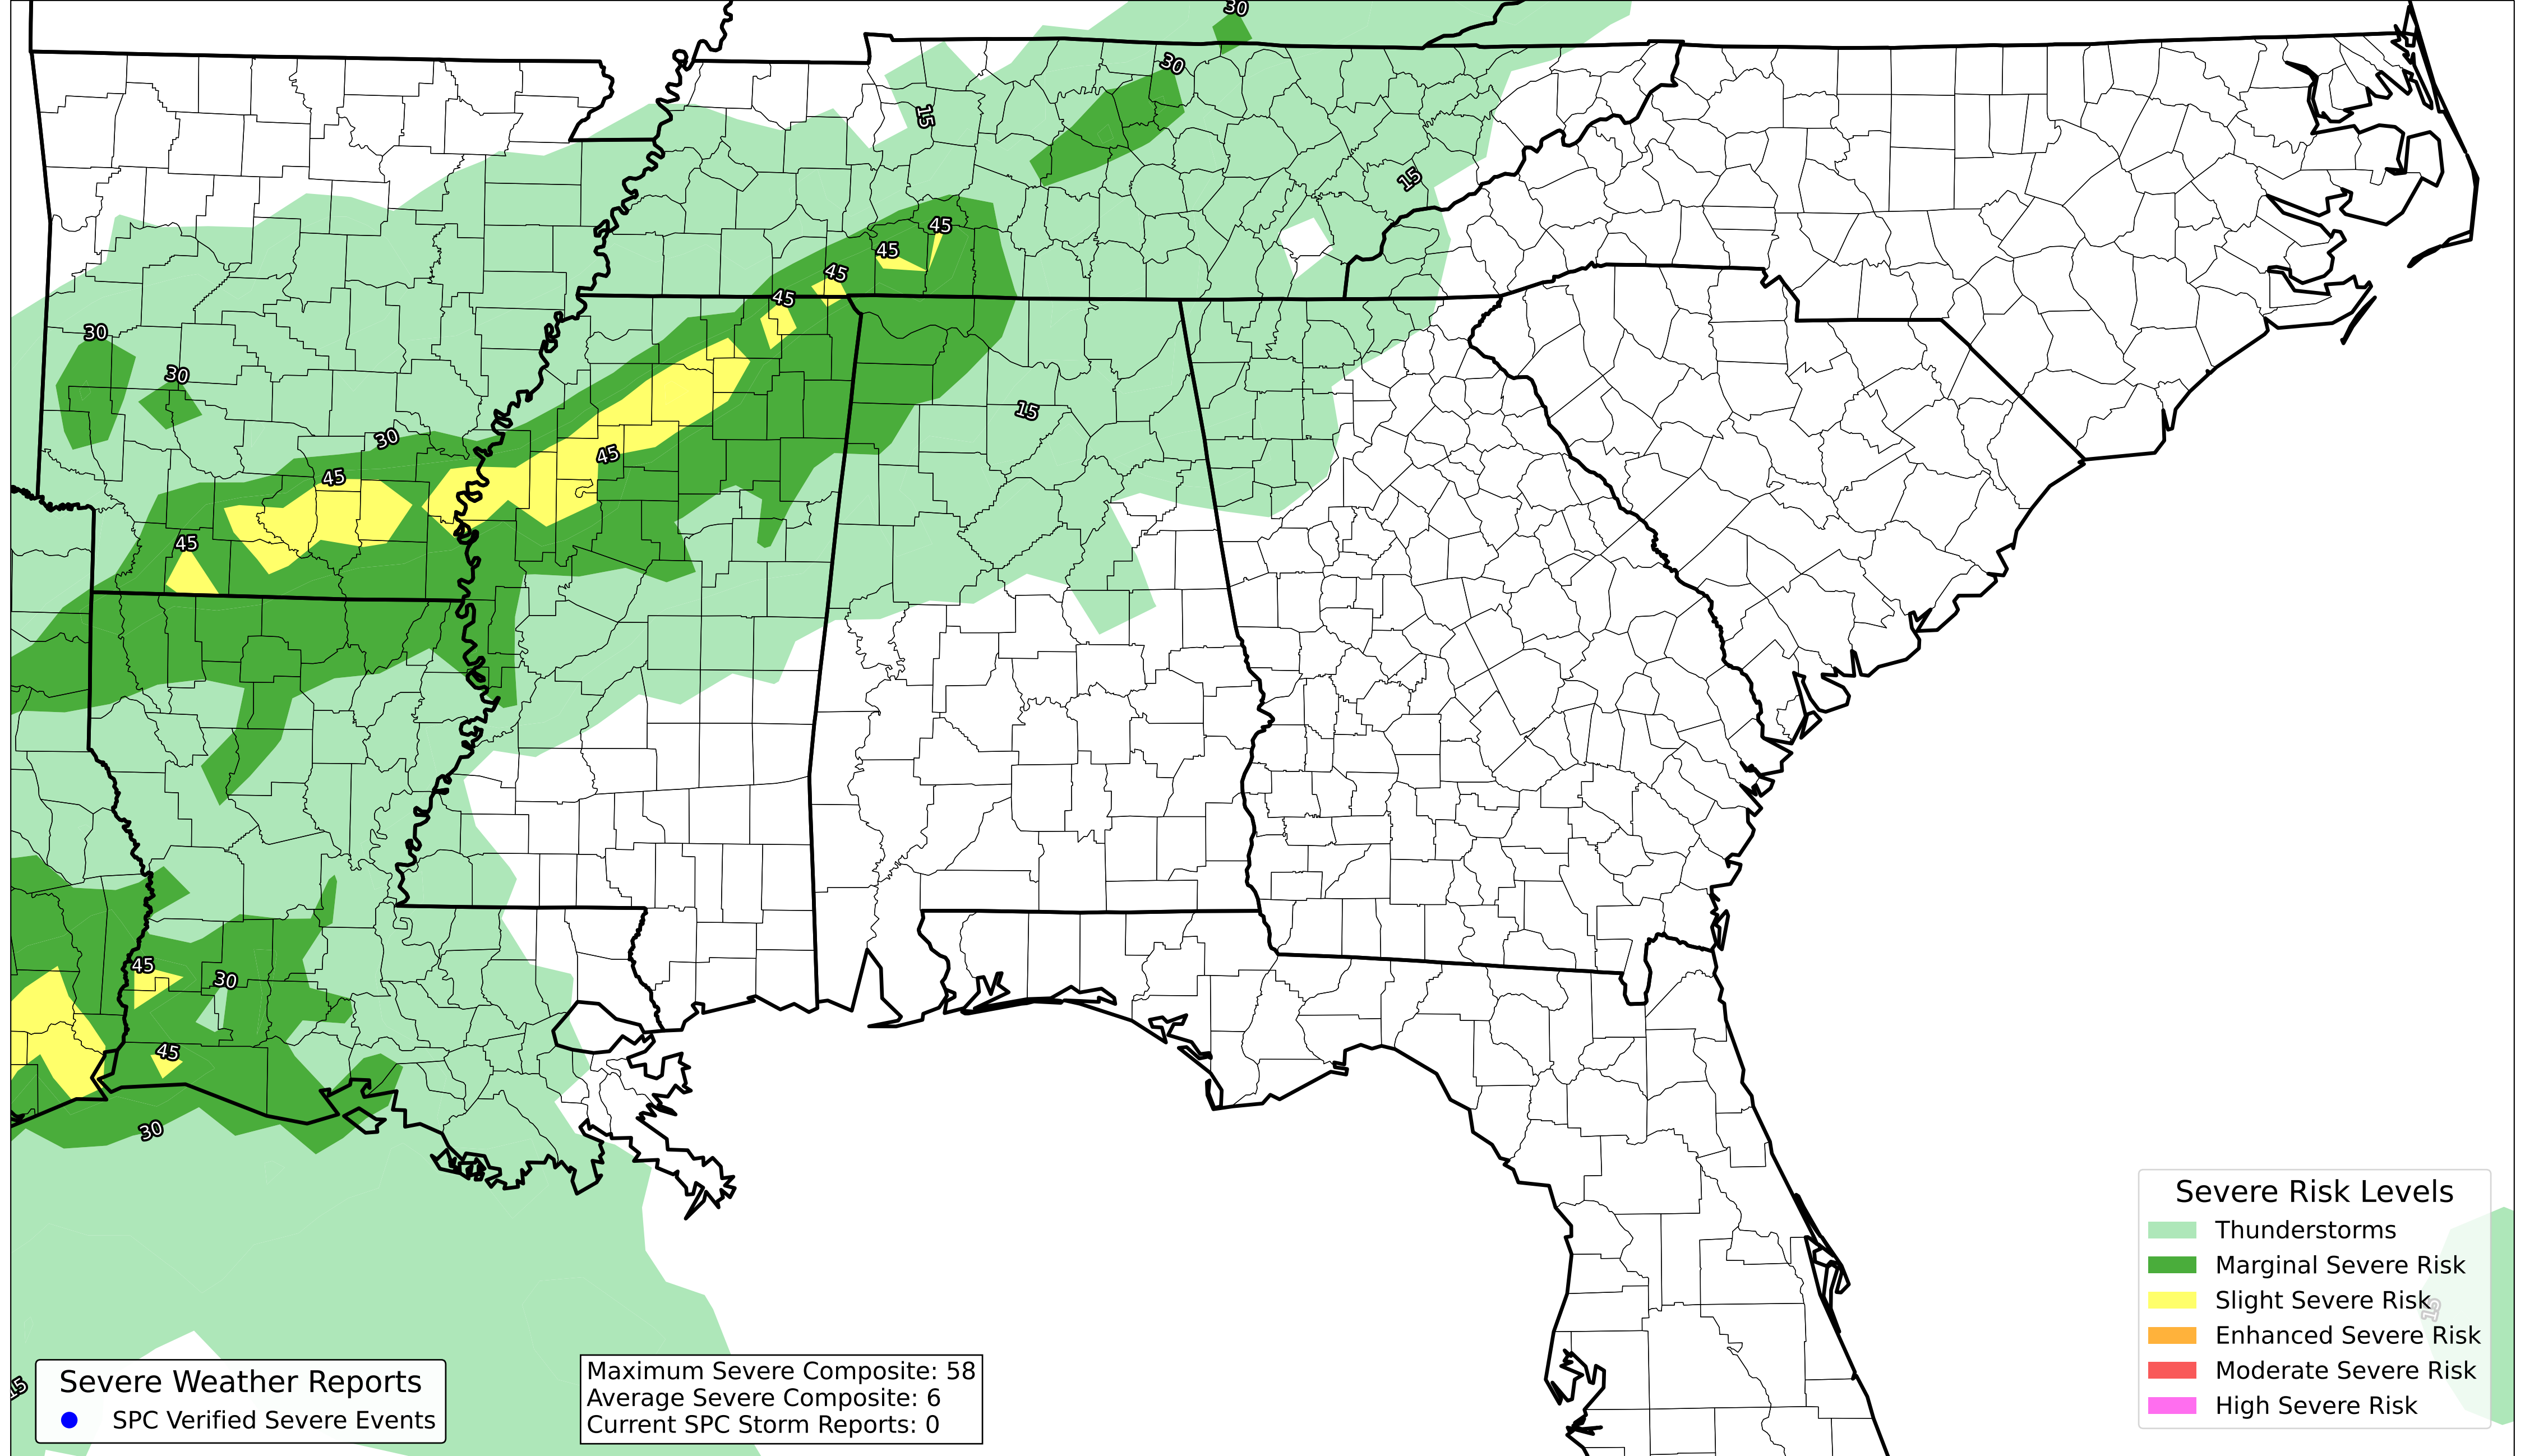 30
30
15
15
45
45
45
45
30
30
15
30
45
45
45
45
30
45
30
15
15
Severe Weather Reports
SPC Verified Severe Events
Maximum Severe Composite: 58
Average Severe Composite: 6
Current SPC Storm Reports: 0
Severe Risk Levels
Thunderstorms
Marginal Severe Risk
Slight Severe Risk
Enhanced Severe Risk
Moderate Severe Risk
High Severe Risk